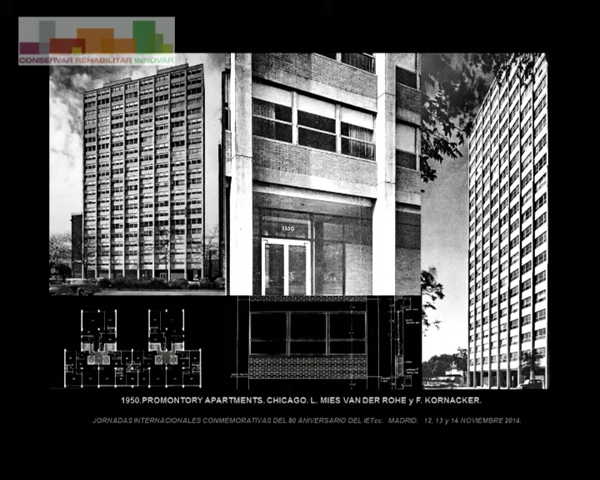 CONSERVAR REHABILITAR INNOVAR
1950.PROMONTORY APARTMENTS. CHICAGO. L. MIES VAN DER ROHE y F. KORNACKER.
JORNADAS INTERNACIONALES CONMEMORATIVAS DEL 80 ANIVERSARIO DEL IETcc. MADRID. 12, 13 y 14 NOVIEMBRE 2014.